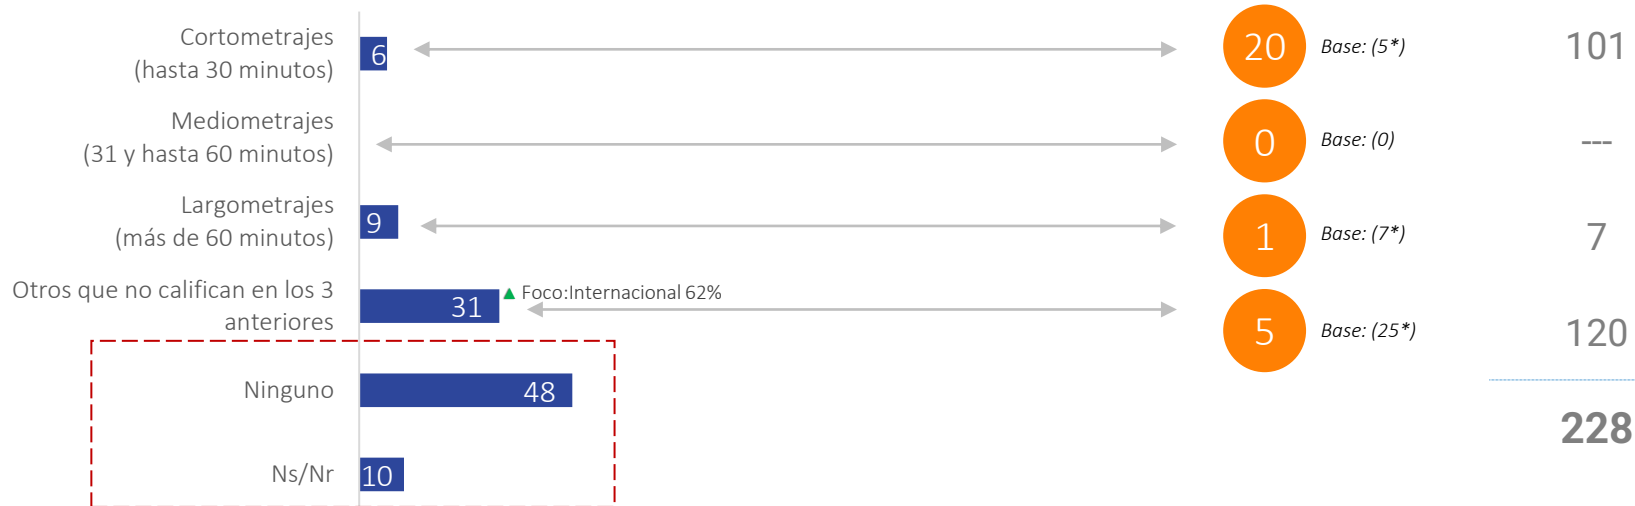 Cortometrajes
(hasta 30 minutos)
6
20
Base: (5*)
101
Mediometrajes
(31 y hasta 60 minutos)
0
Base: (0)
---
Largometrajes
(más de 60 minutos)
9
1
Base: (7*)
7
Otros que no califican en los 3
anteriores
31
Foco:Internacional 62%
5
Base: (25*)
120
Ninguno
48
228
Ns/Nr
10